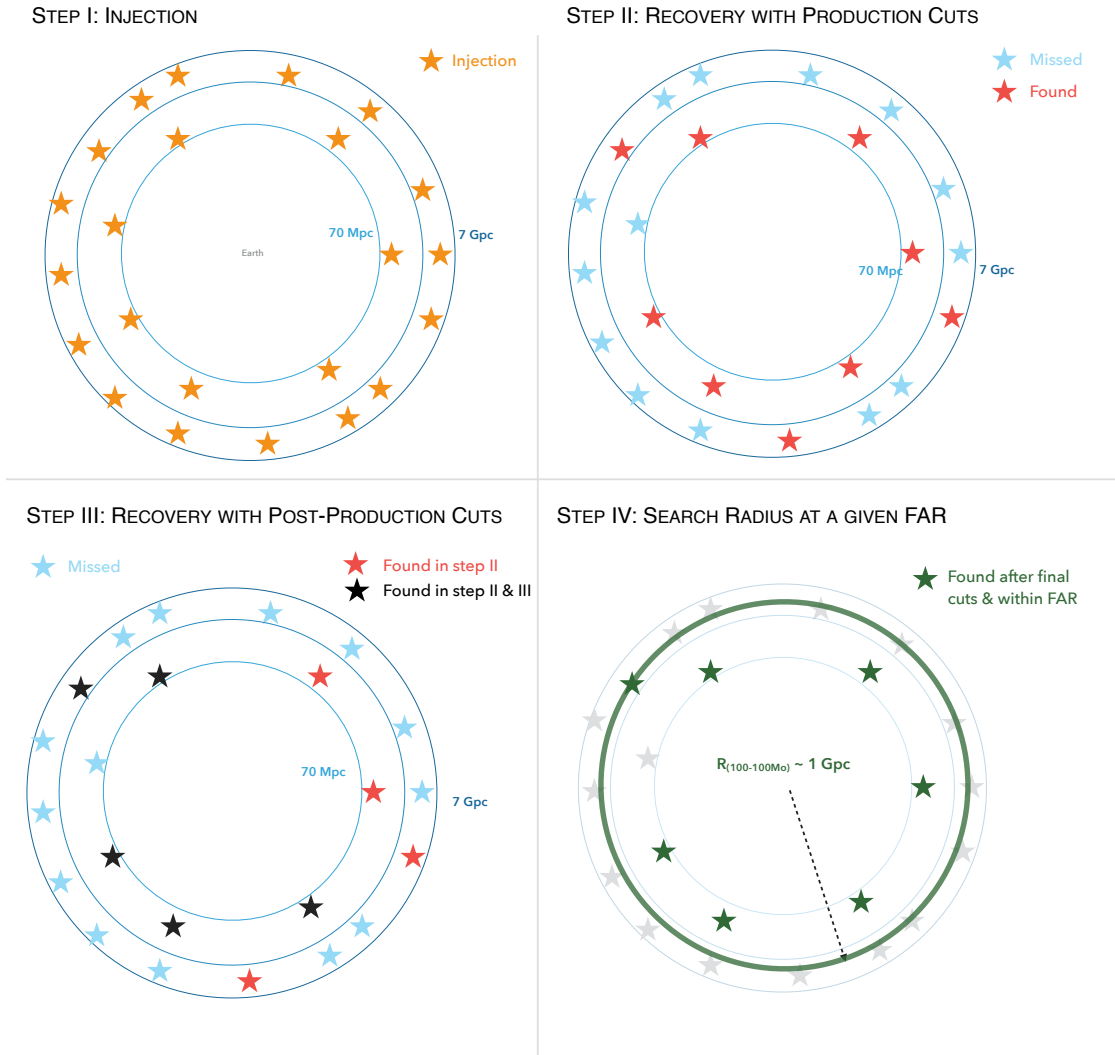 STEP I: INJECTION
Injection
70 Mpc
7 Gpc
Earth
STEP II: RECOVERY WITH PRODUCTION CUTS
Missed
Found
70 Mpc
7 Gpc
STEP III: RECOVERY WITH POST-PRODUCTION CUTS
Missed
Found in step II
Found in step II & III
70 Mpc
7 Gpc
STEP IV: SEARCH RADIUS AT A GIVEN FAR
Found after final
cuts & within FAR
R(100-100Mo) ~ 1 Gpc